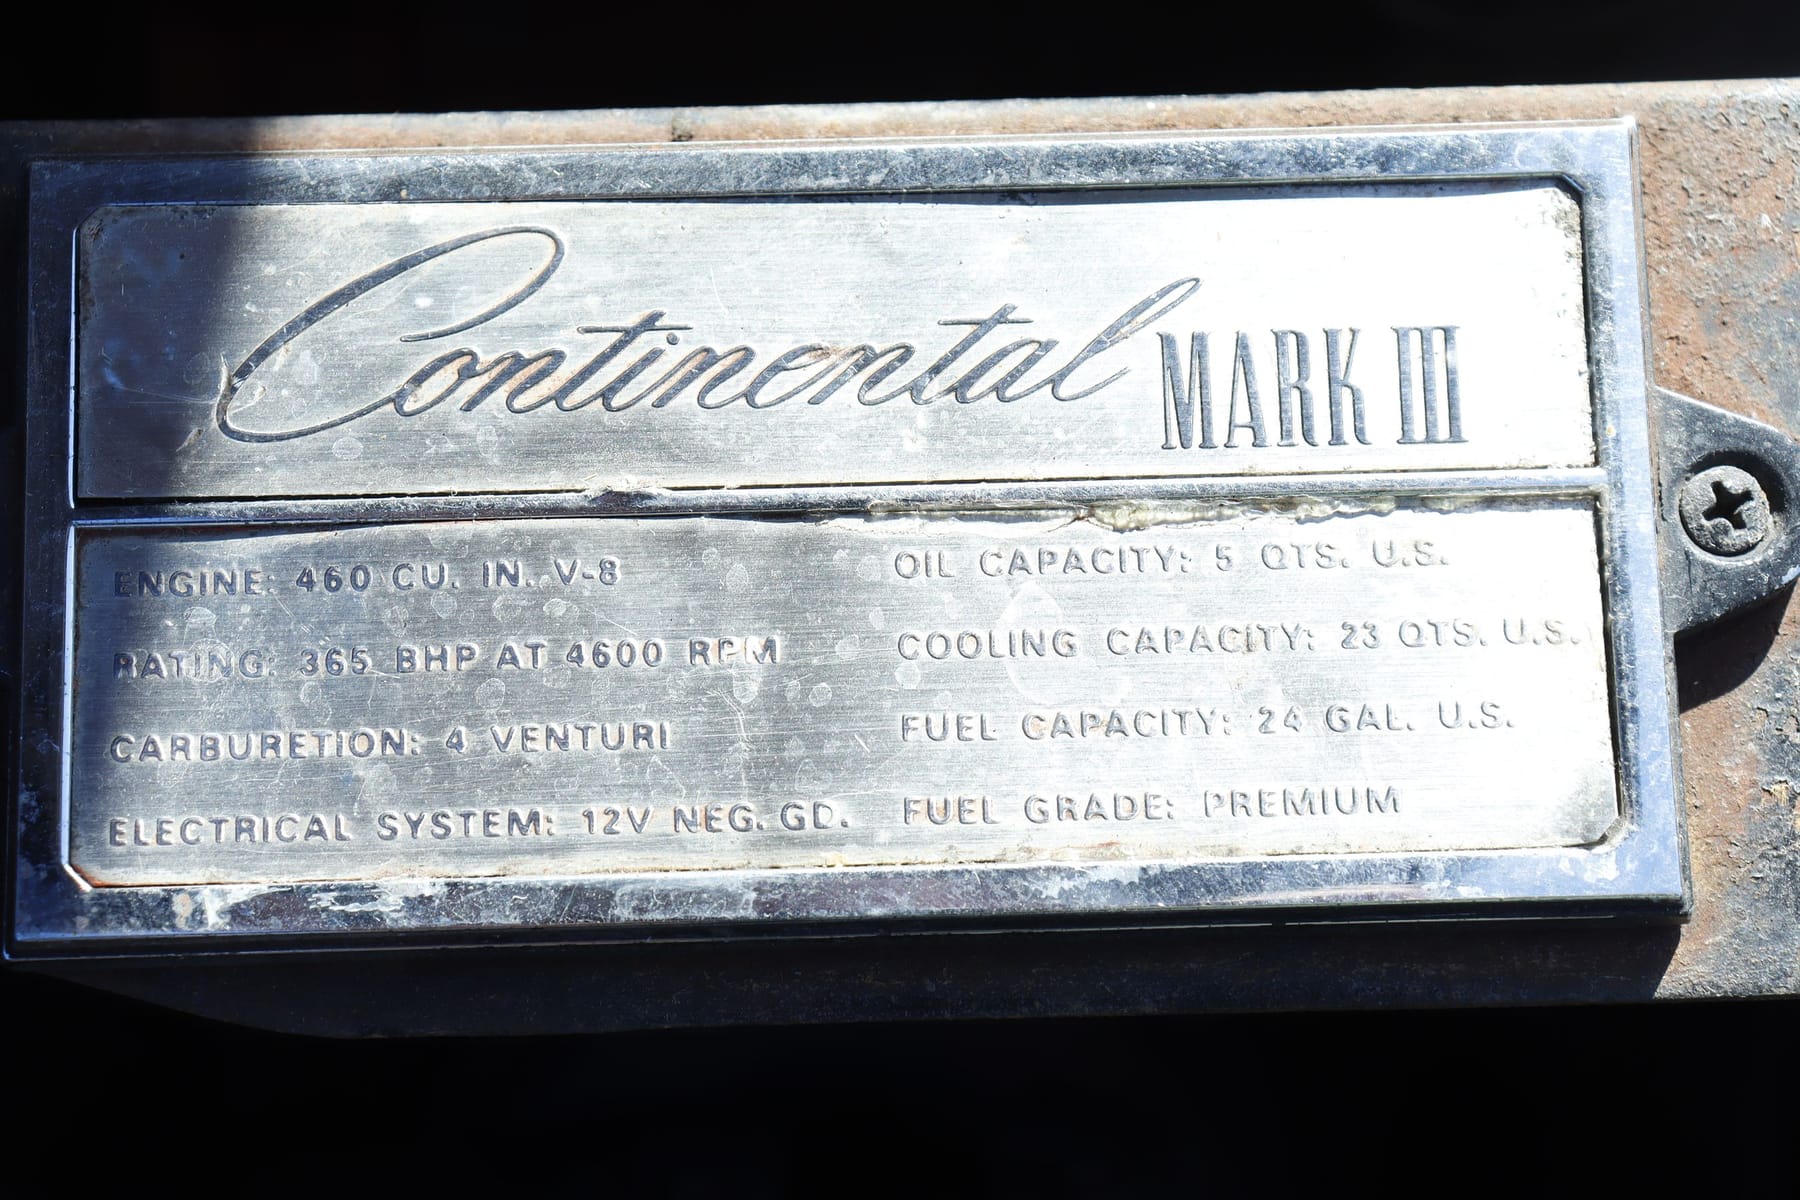 Continental MARK III
ENGINE: 460 CU. IN. V-8
RATING: 365 BHP AT 4600 RPM
CARBURETION: 4 VENTURI
ELECTRICAL SYSTEM: 12V NEG. GD.
OIL CAPACITY: 5 QTS. U.S.
COOLING CAPACITY: 23 QTS. U.S.
FUEL CAPACITY: 24 GAL. U.S.
FUEL GRADE: PREMIUM